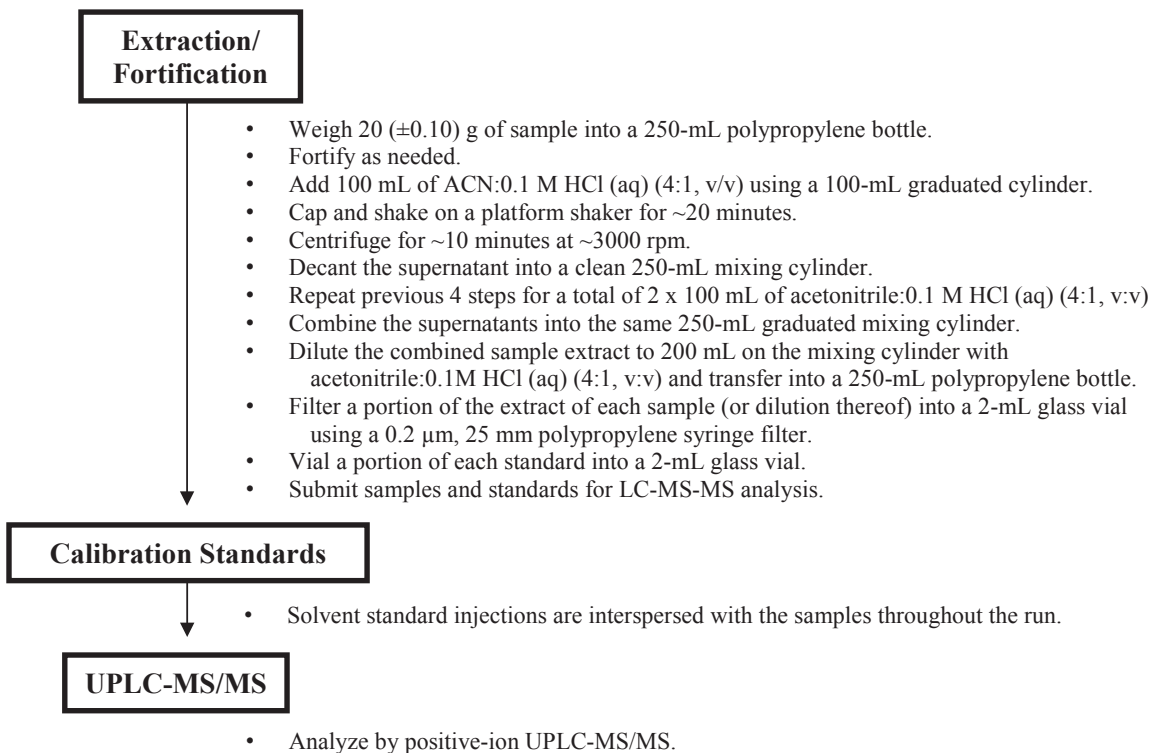 Extraction/
Fortification
• Weigh 20 (±0.10) g of sample into a 250-mL polypropylene bottle.
• Fortify as needed.
• Add 100 mL of ACN:0.1 M HCl (aq) (4:1, v/v) using a 100-mL graduated cylinder.
• Cap and shake on a platform shaker for ~20 minutes.
• Centrifuge for ~10 minutes at ~3000 rpm.
• Decant the supernatant into a clean 250-mL mixing cylinder.
• Repeat previous 4 steps for a total of 2 x 100 mL of acetonitrile:0.1 M HCl (aq) (4:1, v:v)
• Combine the supernatants into the same 250-mL graduated mixing cylinder.
• Dilute the combined sample extract to 200 mL on the mixing cylinder with
acetonitrile:0.1M HCl (aq) (4:1, v:v) and transfer into a 250-mL polypropylene bottle.
• Filter a portion of the extract of each sample (or dilution thereof) into a 2-mL glass vial
using a 0.2 µm, 25 mm polypropylene syringe filter.
• Vial a portion of each standard into a 2-mL glass vial.
• Submit samples and standards for LC-MS-MS analysis.
Calibration Standards
• Solvent standard injections are interspersed with the samples throughout the run.
UPLC-MS/MS
• Analyze by positive-ion UPLC-MS/MS.